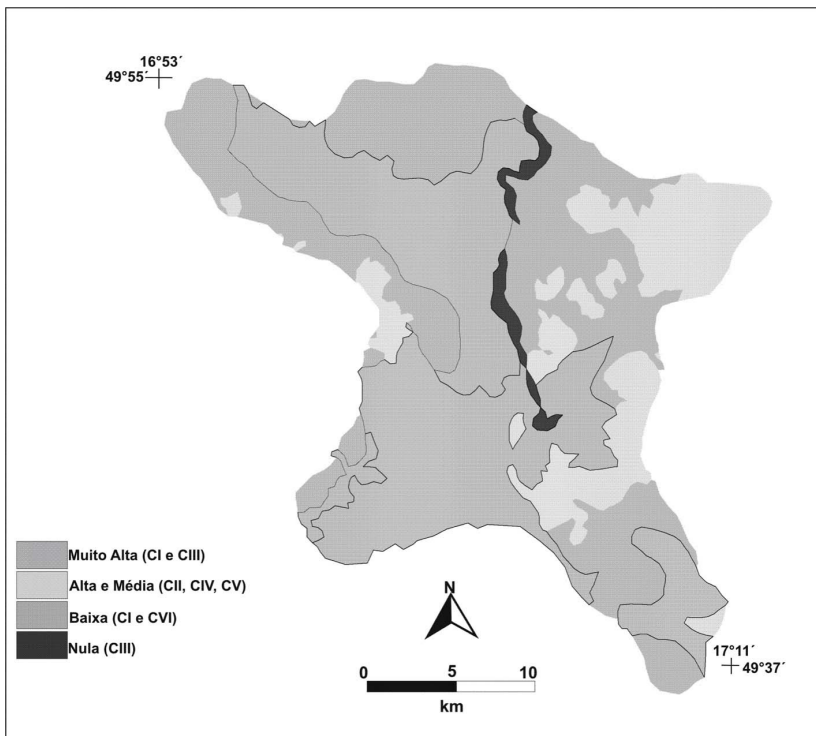 16°53´
49°55´
Muito Alta (CI e CIII)
Alta e Média (CII, CIV, CV)
Baixa (CI e CVI)
Nula (CIII)
N
0 5 10
km
17°11´
49°37´